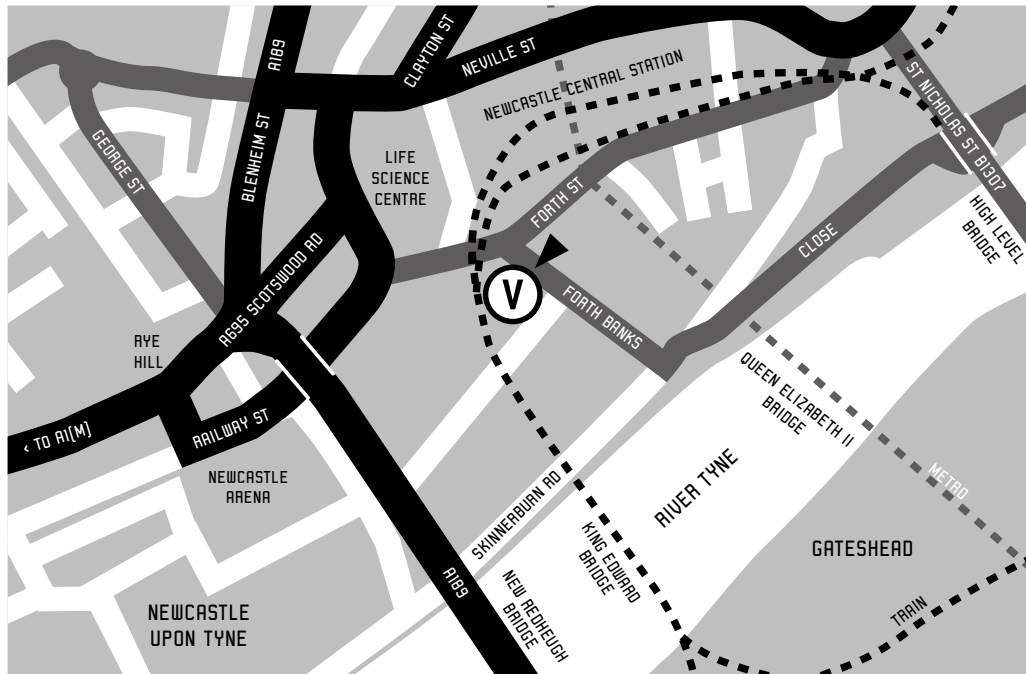 A189
CLAYTON ST
NEVILLE ST
NEWCASTLE CENTRAL STATION
ST NICHOLAS ST B1307
GEORGE ST
BLENHEIM ST
LIFE
SCIENCE
CENTRE
FORTH ST
HIGH LEVEL
BRIDGE
CLOSE
A695 SCOTSWOOD RD
V
FORTH BANKS
RYE
HILL
QUEEN ELIZABETH II
BRIDGE
< TO A1[M]
RAILWAY ST
NEWCASTLE
ARENA
RIVER TYNE
METRO
SKINNERBURN RD
KING EDWARD
BRIDGE
GATESHEAD
A189
NEW REDHEUGH
BRIDGE
NEWCASTLE
UPON TYNE
TRAIN